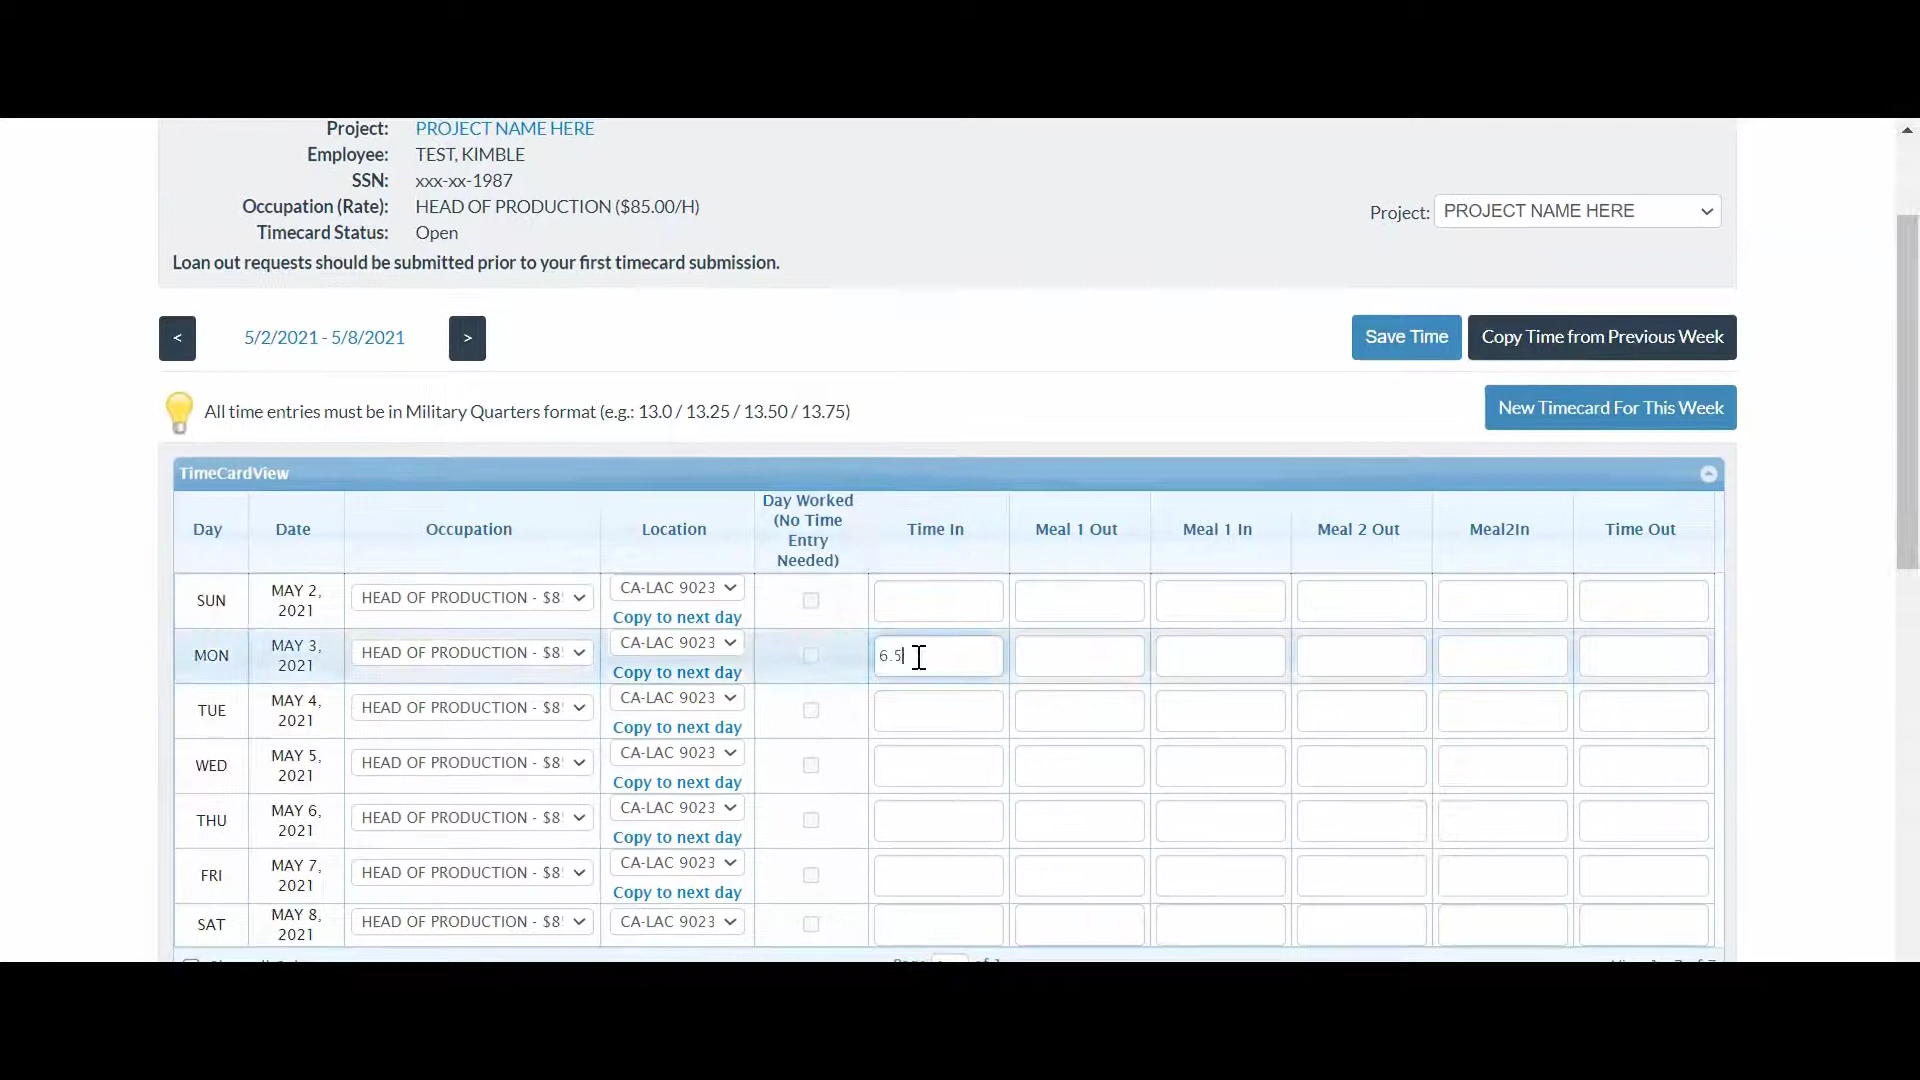 Project: PROJECT NAME HERE
Employee: TEST, KIMBLE
SSN: xxx-xx-1987
Occupation (Rate): HEAD OF PRODUCTION ($85.00/H)
Timecard Status: Open
Project: PROJECT NAME HERE
Loan out requests should be submitted prior to your first timecard submission.
< 5/2/2021 - 5/8/2021 > Save Time Copy Time from Previous Week
All time entries must be in Military Quarters format (e.g.: 13.0 / 13.25 / 13.50 / 13.75) New Timecard For This Week
TimeCardView
Day Date Occupation Location Day Worked (No Time Entry Needed) Time In Meal 1 Out Meal 1 In Meal 2 Out Meal2In Time Out
SUN MAY 2, 2021 HEAD OF PRODUCTION - $8 CA-LAC 9023
Copy to next day
MON MAY 3, 2021 HEAD OF PRODUCTION - $8 CA-LAC 9023 6.5
Copy to next day
TUE MAY 4, 2021 HEAD OF PRODUCTION - $8 CA-LAC 9023
Copy to next day
WED MAY 5, 2021 HEAD OF PRODUCTION - $8 CA-LAC 9023
Copy to next day
THU MAY 6, 2021 HEAD OF PRODUCTION - $8 CA-LAC 9023
Copy to next day
FRI MAY 7, 2021 HEAD OF PRODUCTION - $8 CA-LAC 9023
Copy to next day
SAT MAY 8, 2021 HEAD OF PRODUCTION - $8 CA-LAC 9023